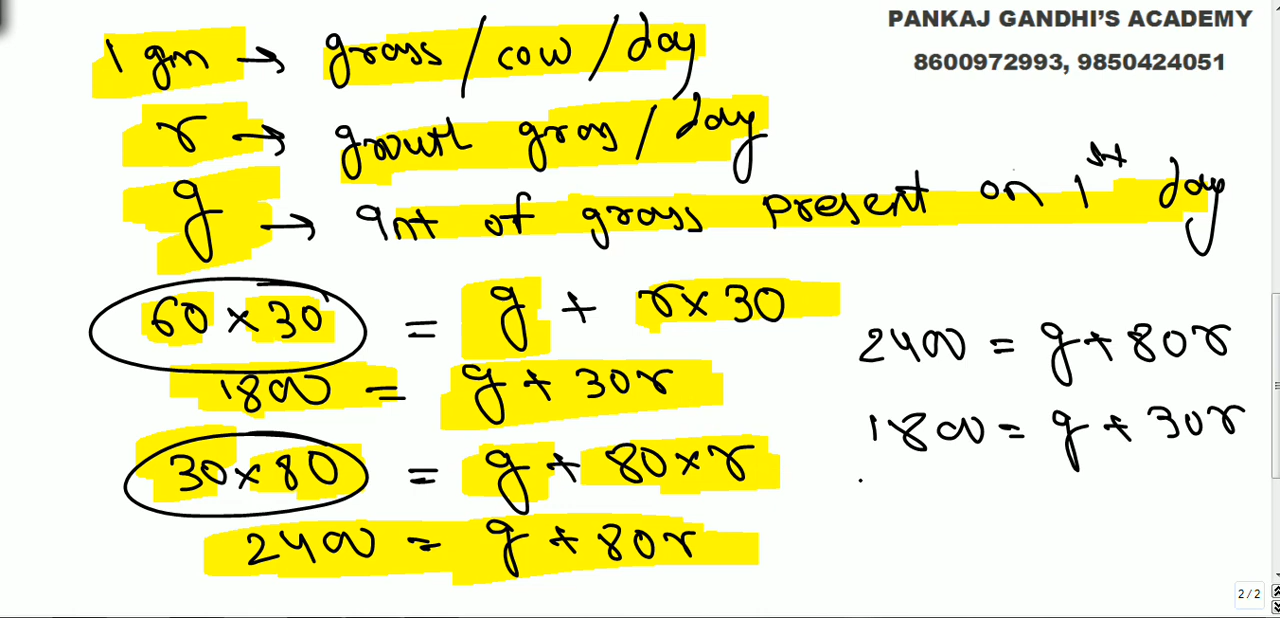 PANKAJ GANDHI'S ACADEMY
8600972993, 9850424051
1 gm → grass / cow / day
r → growth grass / day
g → Amt of grass present on 1st day
60 × 30 = g + r × 30
1800 = g + 30r
30 × 80 = g + 80 × r
2400 = g + 80r
2400 = g + 80r
1800 = g + 30r
2 / 2